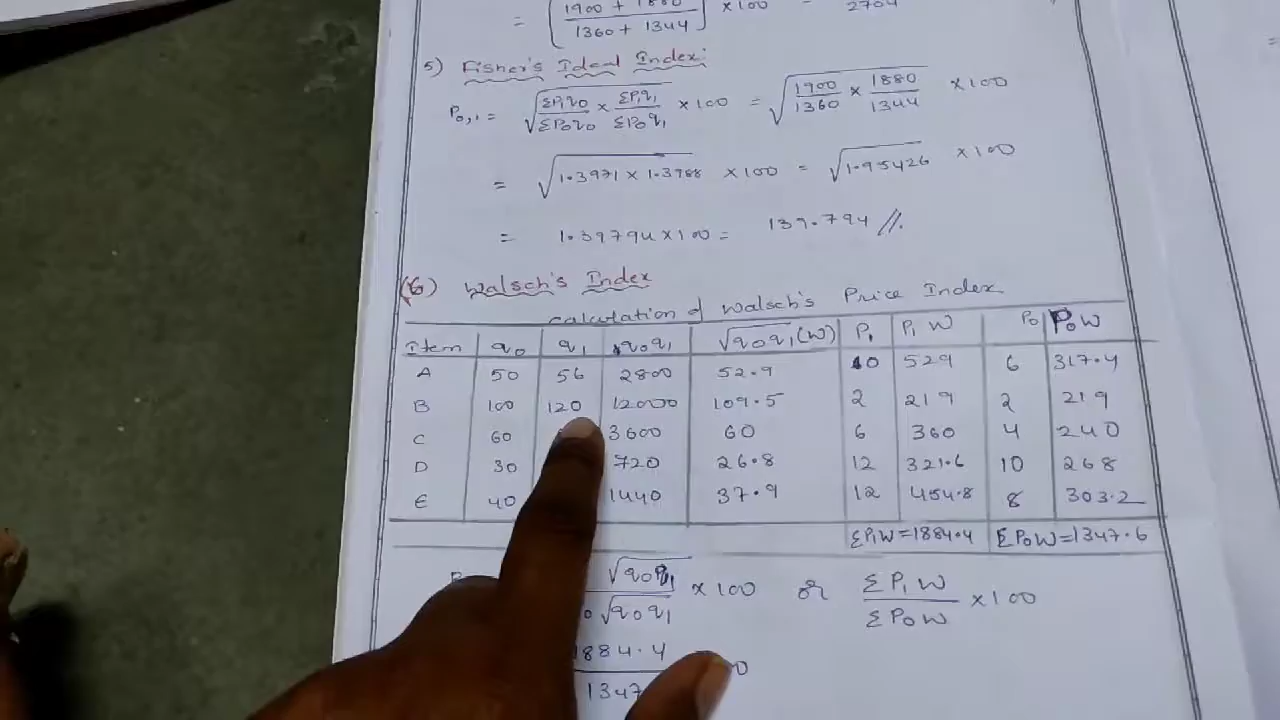 = [1900 + 1880 / 1360 + 1344] ×100 = 2704
5) Fisher's Ideal Index:
P0,1 = √(ΣP1q0/ΣP0q0 × ΣP1q1/ΣP0q1) ×100 = √(1900/1360 × 1880/1344) ×100
= √(1.3971 × 1.3988) ×100 = √1.95426 ×100
= 1.39794 ×100 = 139.794 //.
(6) Walsch's Index
calculation of Walsch's Price Index
Item q0 q1 q0q1 √q0q1 (W) P1 P1W P0 P0W
A 50 56 2800 52.9 10 529 6 317.4
B 100 120 12000 109.5 2 219 2 219
C 60 3600 60 6 360 4 240
D 30 720 26.8 12 321.6 10 268
E 40 1440 37.9 12 454.8 8 303.2
ΣP1W = 1884.4 ΣP0W = 1347.6
√q0q1 / √q0q1 ×100 or ΣP1W / ΣP0W ×100
884.4 / 1347